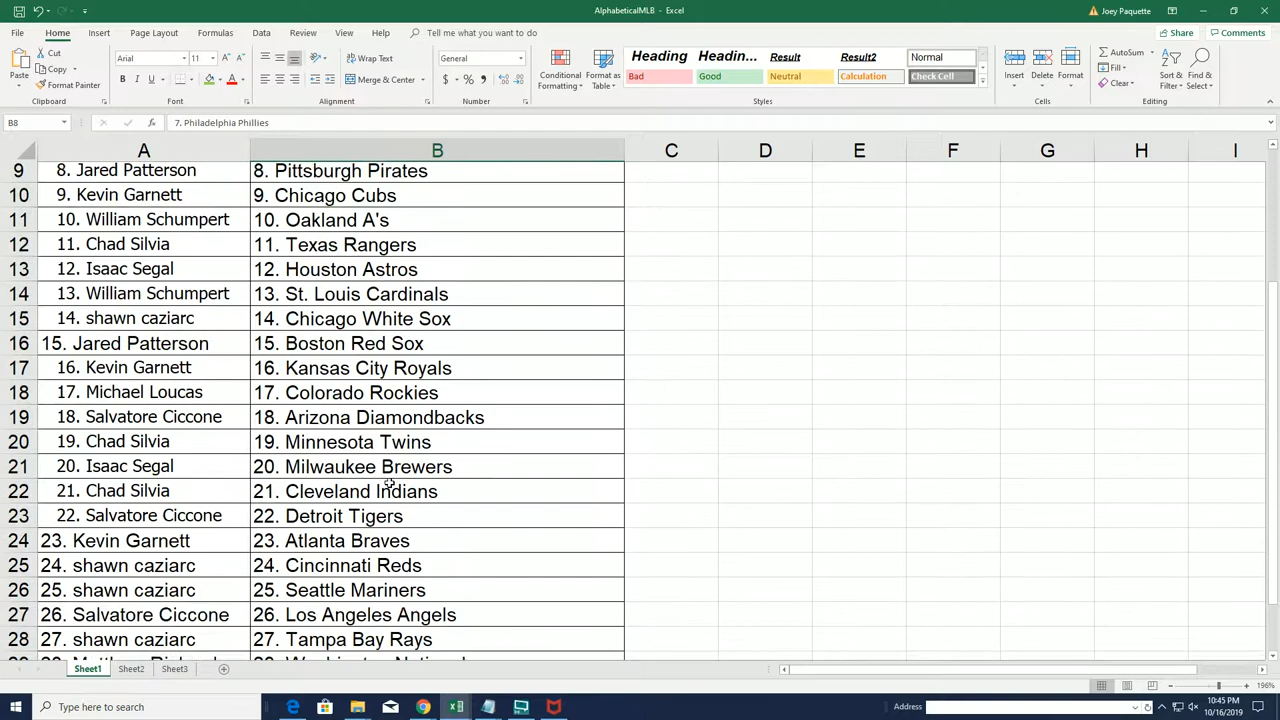 AlphabeticalMLB - Excel
Joey Paquette
File Home Insert Page Layout Formulas Data Review View Help Tell me what you want to do
Share Comments
Paste Cut Copy Format Painter Clipboard
Arial 11 Font
Wrap Text Merge & Center Alignment
General Number
Conditional Formatting Format as Table
Heading Headin... Result Result2 Normal
Bad Good Neutral Calculation Check Cell
Styles
Insert Delete Format Cells
AutoSum Fill Clear Sort & Filter Find & Select Editing
B8 7. Philadelphia Phillies
A B C D E F G H I
9 8. Jared Patterson 8. Pittsburgh Pirates
10 9. Kevin Garnett 9. Chicago Cubs
11 10. William Schumpert 10. Oakland A's
12 11. Chad Silvia 11. Texas Rangers
13 12. Isaac Segal 12. Houston Astros
14 13. William Schumpert 13. St. Louis Cardinals
15 14. shawn caziarc 14. Chicago White Sox
16 15. Jared Patterson 15. Boston Red Sox
17 16. Kevin Garnett 16. Kansas City Royals
18 17. Michael Loucas 17. Colorado Rockies
19 18. Salvatore Ciccone 18. Arizona Diamondbacks
20 19. Chad Silvia 19. Minnesota Twins
21 20. Isaac Segal 20. Milwaukee Brewers
22 21. Chad Silvia 21. Cleveland Indians
23 22. Salvatore Ciccone 22. Detroit Tigers
24 23. Kevin Garnett 23. Atlanta Braves
25 24. shawn caziarc 24. Cincinnati Reds
26 25. shawn caziarc 25. Seattle Mariners
27 26. Salvatore Ciccone 26. Los Angeles Angels
28 27. shawn caziarc 27. Tampa Bay Rays
Sheet1 Sheet2 Sheet3
196%
Type here to search
Address
10:45 PM
10/16/2019